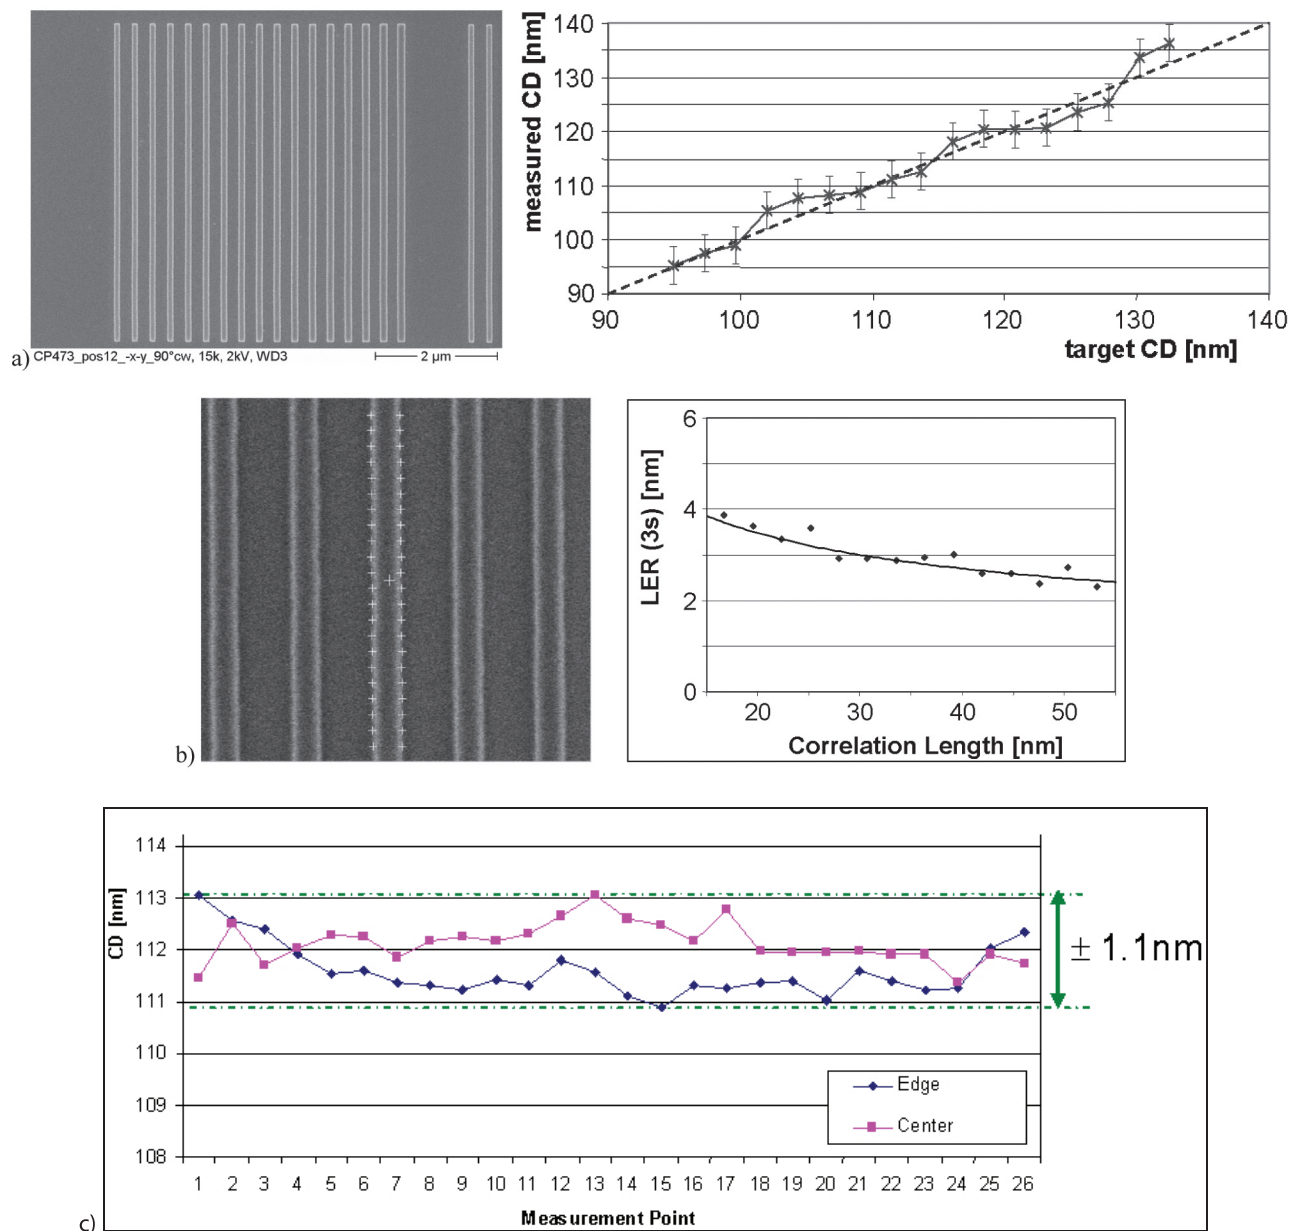 a)
CP473_pos12_-x-y_90°cw, 15k, 2kV, WD3
2 µm
measured CD [nm]
140
130
120
110
100
90
90 100 110 120 130 140
target CD [nm]
b)
LER (3s) [nm]
6
4
2
0
20 30 40 50
Correlation Length [nm]
c)
CD [nm]
114
113
112
111
110
109
108
± 1.1nm
Edge
Center
1 2 3 4 5 6 7 8 9 10 11 12 13 14 15 16 17 18 19 20 21 22 23 24 25 26
Measurement Point